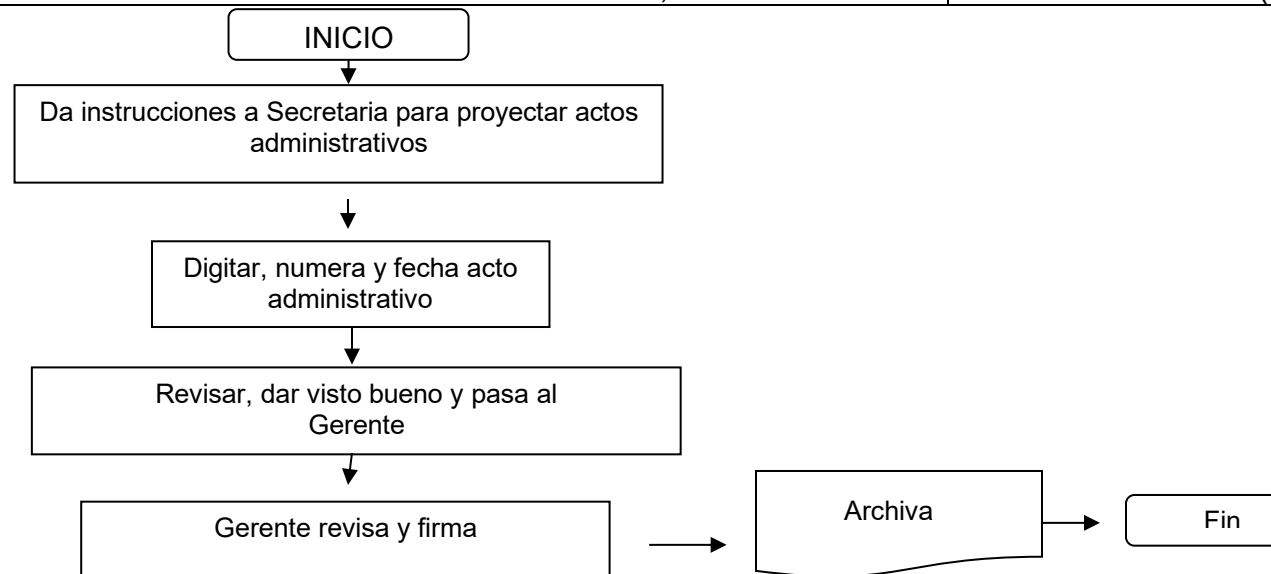 INICIO
Da instrucciones a Secretaria para proyectar actos
administrativos
Digitar, numera y fecha acto
administrativo
Revisar, dar visto bueno y pasa al
Gerente
Gerente revisa y firma
Archiva
Fin